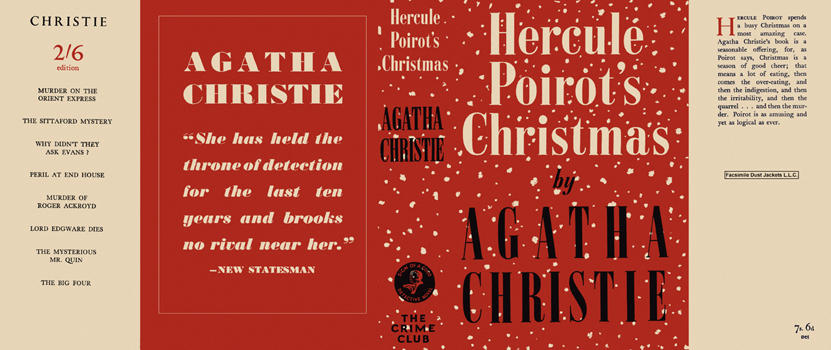 CHRISTIE
2/6
edition
MURDER ON THE
ORIENT EXPRESS
THE SITTAFORD MYSTERY
WHY DIDN'T THEY
ASK EVANS ?
PERIL AT END HOUSE
MURDER OF
ROGER ACKROYD
LORD EDGWARE DIES
THE MYSTERIOUS
MR. QUIN
THE BIG FOUR
AGATHA
CHRISTIE
“She has held the
throne of detection
for the last ten
years and brooks
no rival near her.”
—NEW STATESMAN
Hercule
Poirot's
Christmas
AGATHA
CHRISTIE
SIGN OF A GOOD
DETECTIVE NOVEL
THE
CRIME
CLUB
Hercule
Poirot's
Christmas
by
AGATHA
CHRISTIE
HERCULE POIROT spends
a busy Christmas on a
most amazing case.
Agatha Christie's book is a
seasonable offering, for, as
Poirot says, Christmas is a
season of good cheer; that
means a lot of eating, then
comes the over-eating, and
then the indigestion, and then
the irritability, and then the
quarrel . . . and then the mur-
der. Poirot is as amusing and
yet as logical as ever.
Facsimile Dust Jackets L.L.C.
7s. 6d